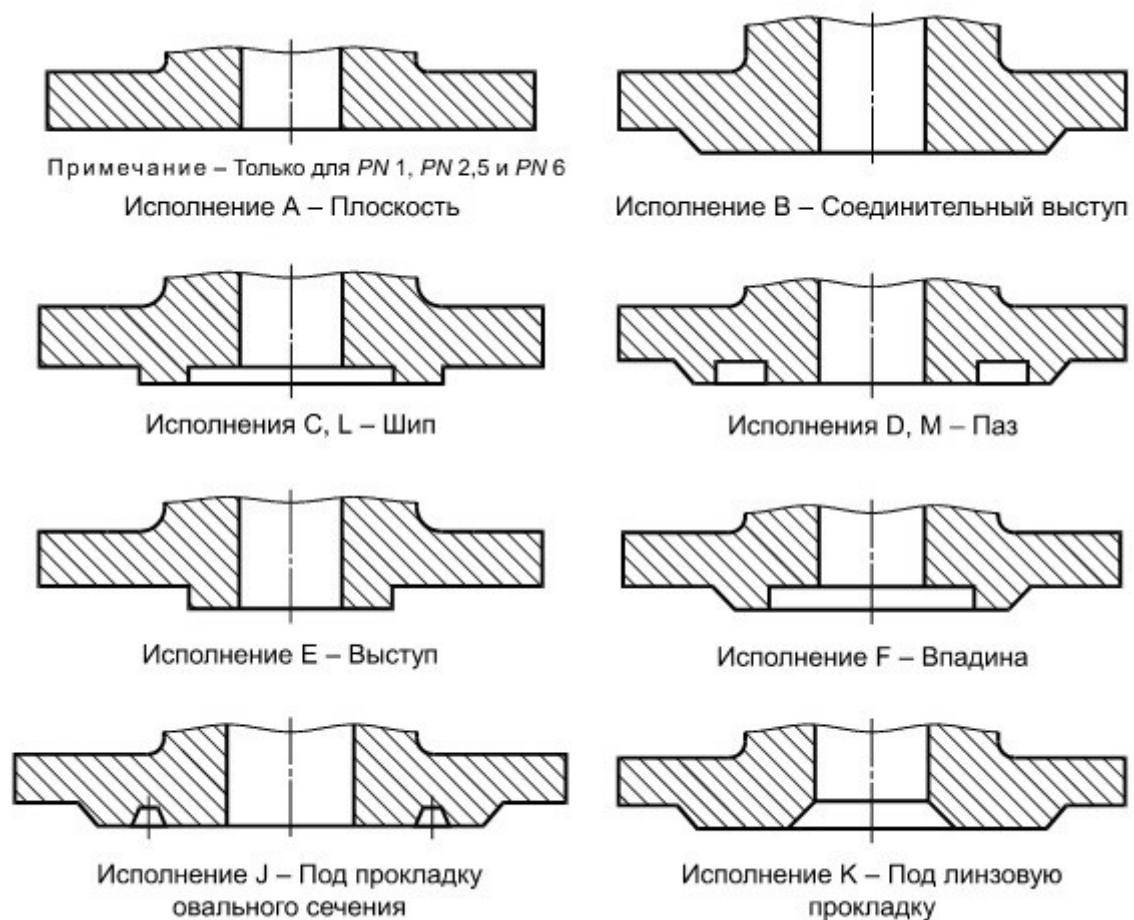 Примечание – Только для PN 1, PN 2,5 и PN 6
Исполнение А – Плоскость
Исполнение В – Соединительный выступ
Исполнения C, L – Шип
Исполнения D, М – Паз
Исполнение Е – Выступ
Исполнение F – Впадина
Исполнение J – Под прокладку
овального сечения
Исполнение К – Под линзовую
прокладку